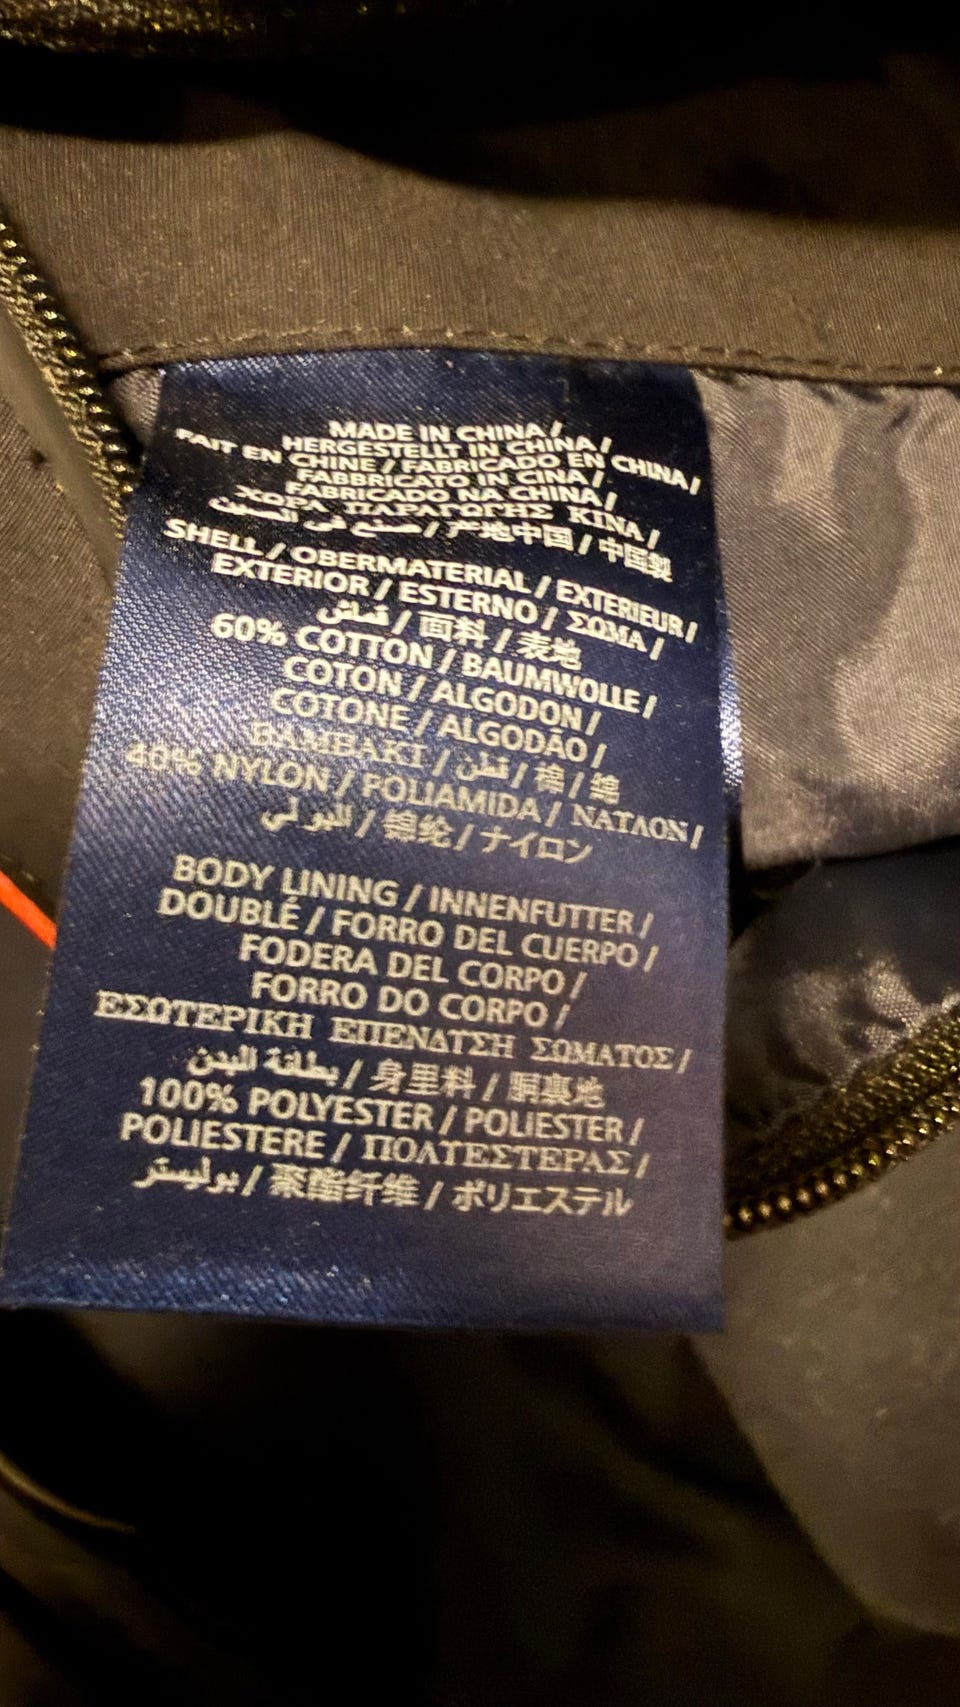 MADE IN CHINA /
HERGESTELLT IN CHINA /
FAIT EN CHINE / FABRICADO EN CHINA /
FABBRICATO IN CINA /
FABRICADO NA CHINA /
ΧΩΡΑ ΠΑΡΑΓΩΓΗΣ ΚΙΝΑ /
صنع في الصين / 产地中国 / 中国製
SHELL / OBERMATERIAL / EXTERIEUR /
EXTERIOR / ESTERNO / ΣΩΜΑ /
قماش / 面料 / 表地
60% COTTON / BAUMWOLLE /
COTON / ALGODON /
COTONE / ALGODÃO /
ΒΑΜΒΑΚΙ / قطن / 棉 / 綿
40% NYLON / FOLIAMIDA / ΝΑΥΛΟΝ /
للبولي / 锦纶 / ナイロン
BODY LINING / INNENFUTTER /
DOUBLÉ / FORRO DEL CUERPO /
FODERA DEL CORPO /
FORRO DO CORPO /
ΕΣΩΤΕΡΙΚΗ ΕΠΕΝΔΥΣΗ ΣΩΜΑΤΟΣ /
بطانة البدن / 身里料 / 胴裏地
100% POLYESTER / POLIESTER /
POLIESTERE / ΠΟΛΥΕΣΤΕΡΑΣ /
بوليستر / 聚酯纤维 / ポリエステル